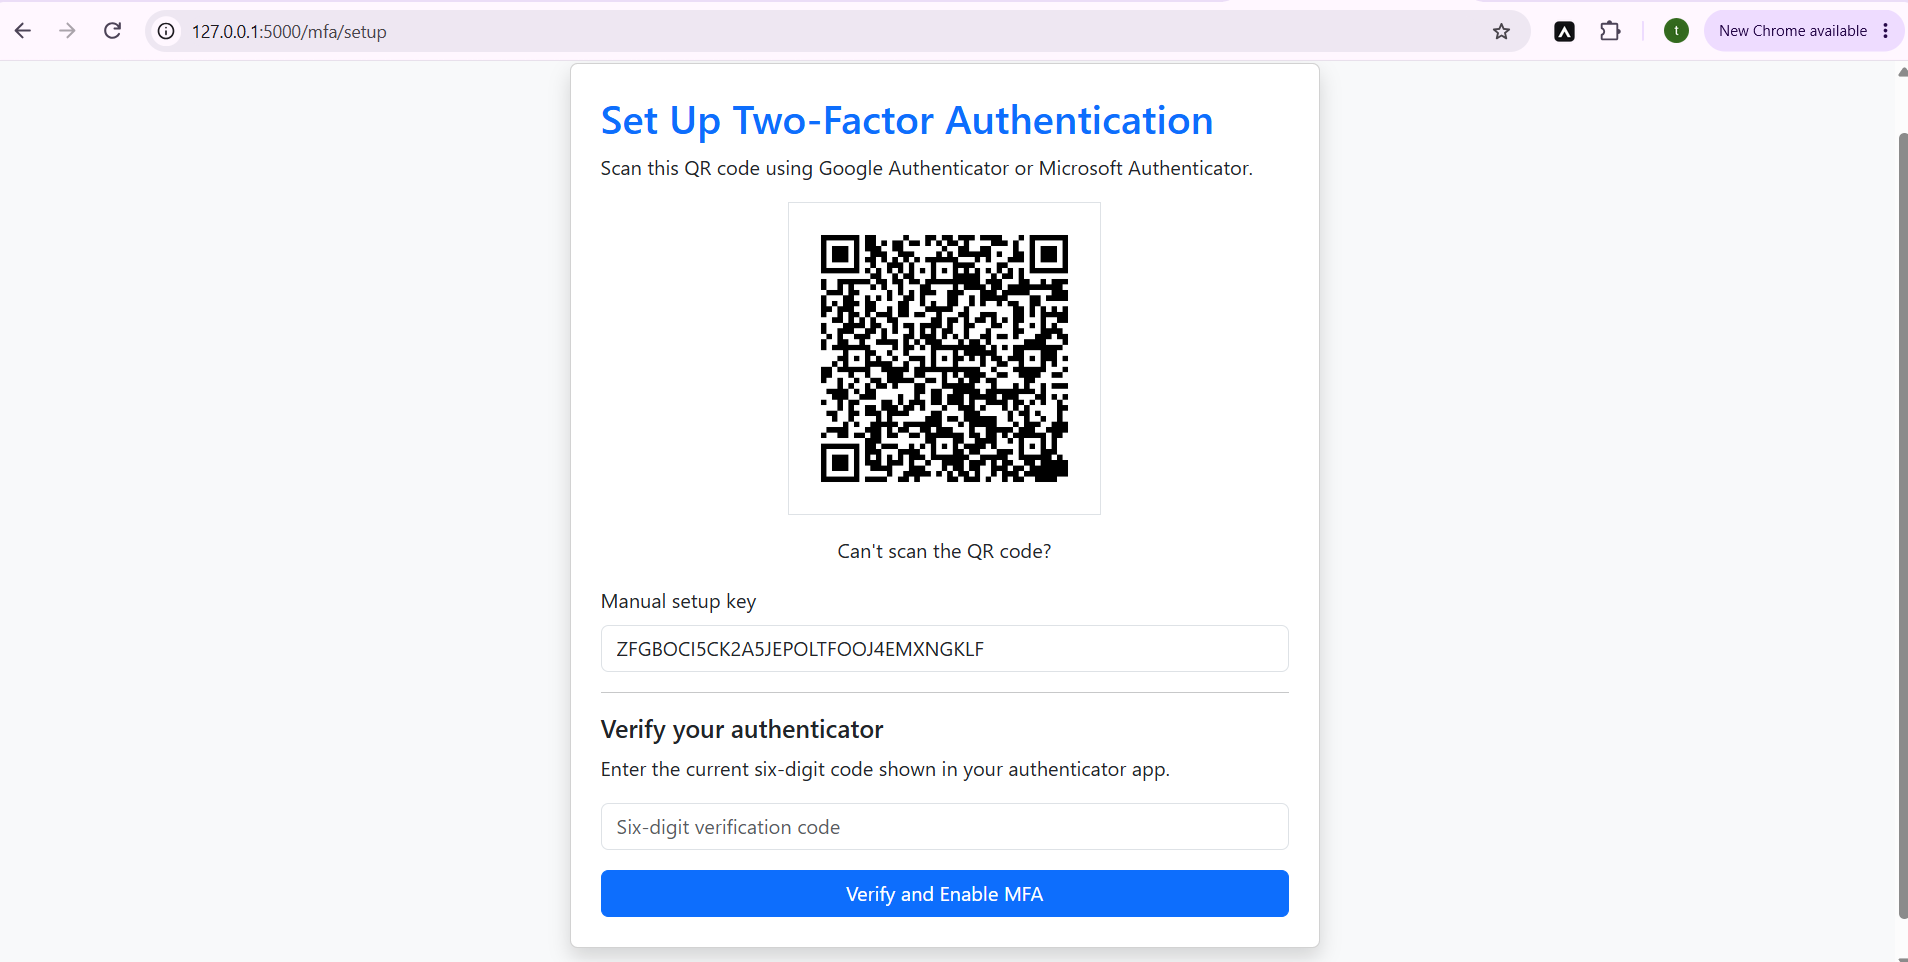 127.0.0.1:5000/mfa/setup
t
New Chrome available
Set Up Two-Factor Authentication
Scan this QR code using Google Authenticator or Microsoft Authenticator.
Can't scan the QR code?
Manual setup key
ZFGBOCI5CK2A5JEPOLTFOOJ4EMXNGKLF
Verify your authenticator
Enter the current six-digit code shown in your authenticator app.
Six-digit verification code
Verify and Enable MFA